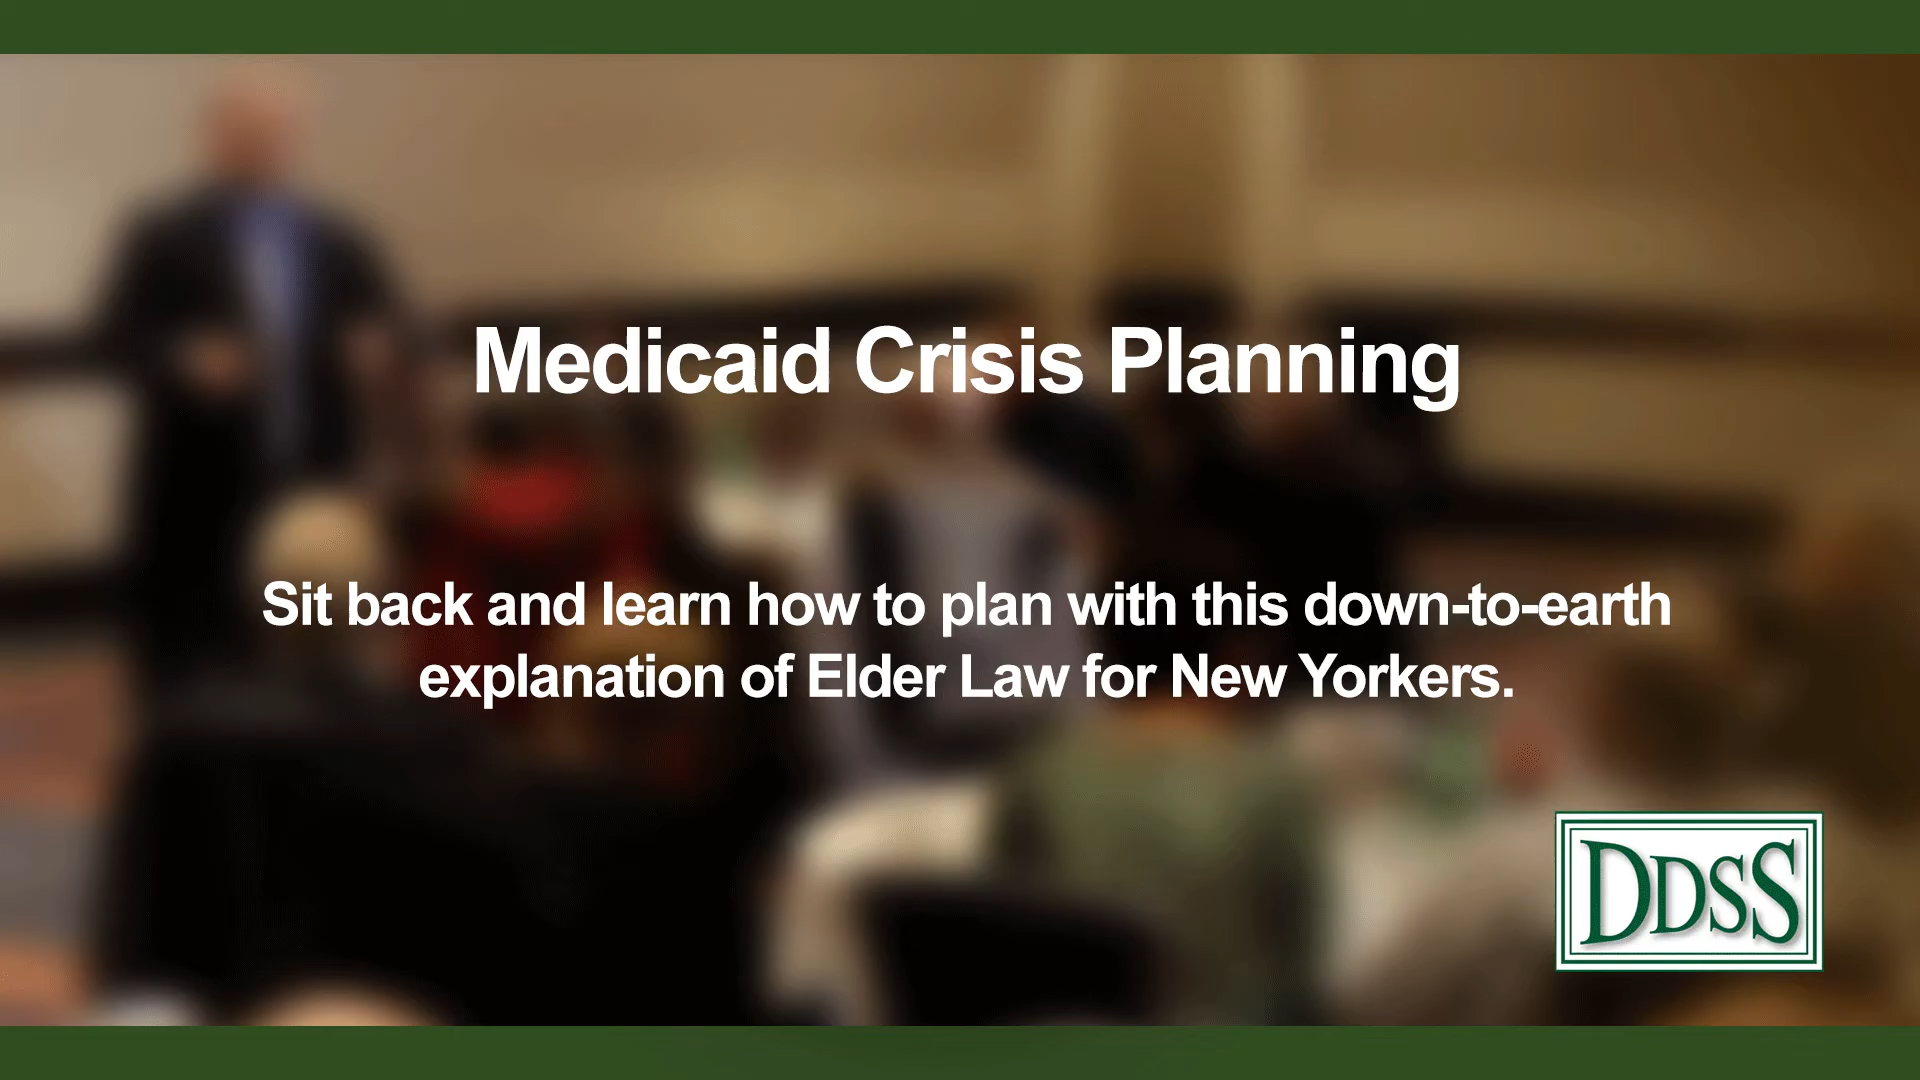 Medicaid Crisis Planning
Sit back and learn how to plan with this down-to-earth
explanation of Elder Law for New Yorkers.
DDSS